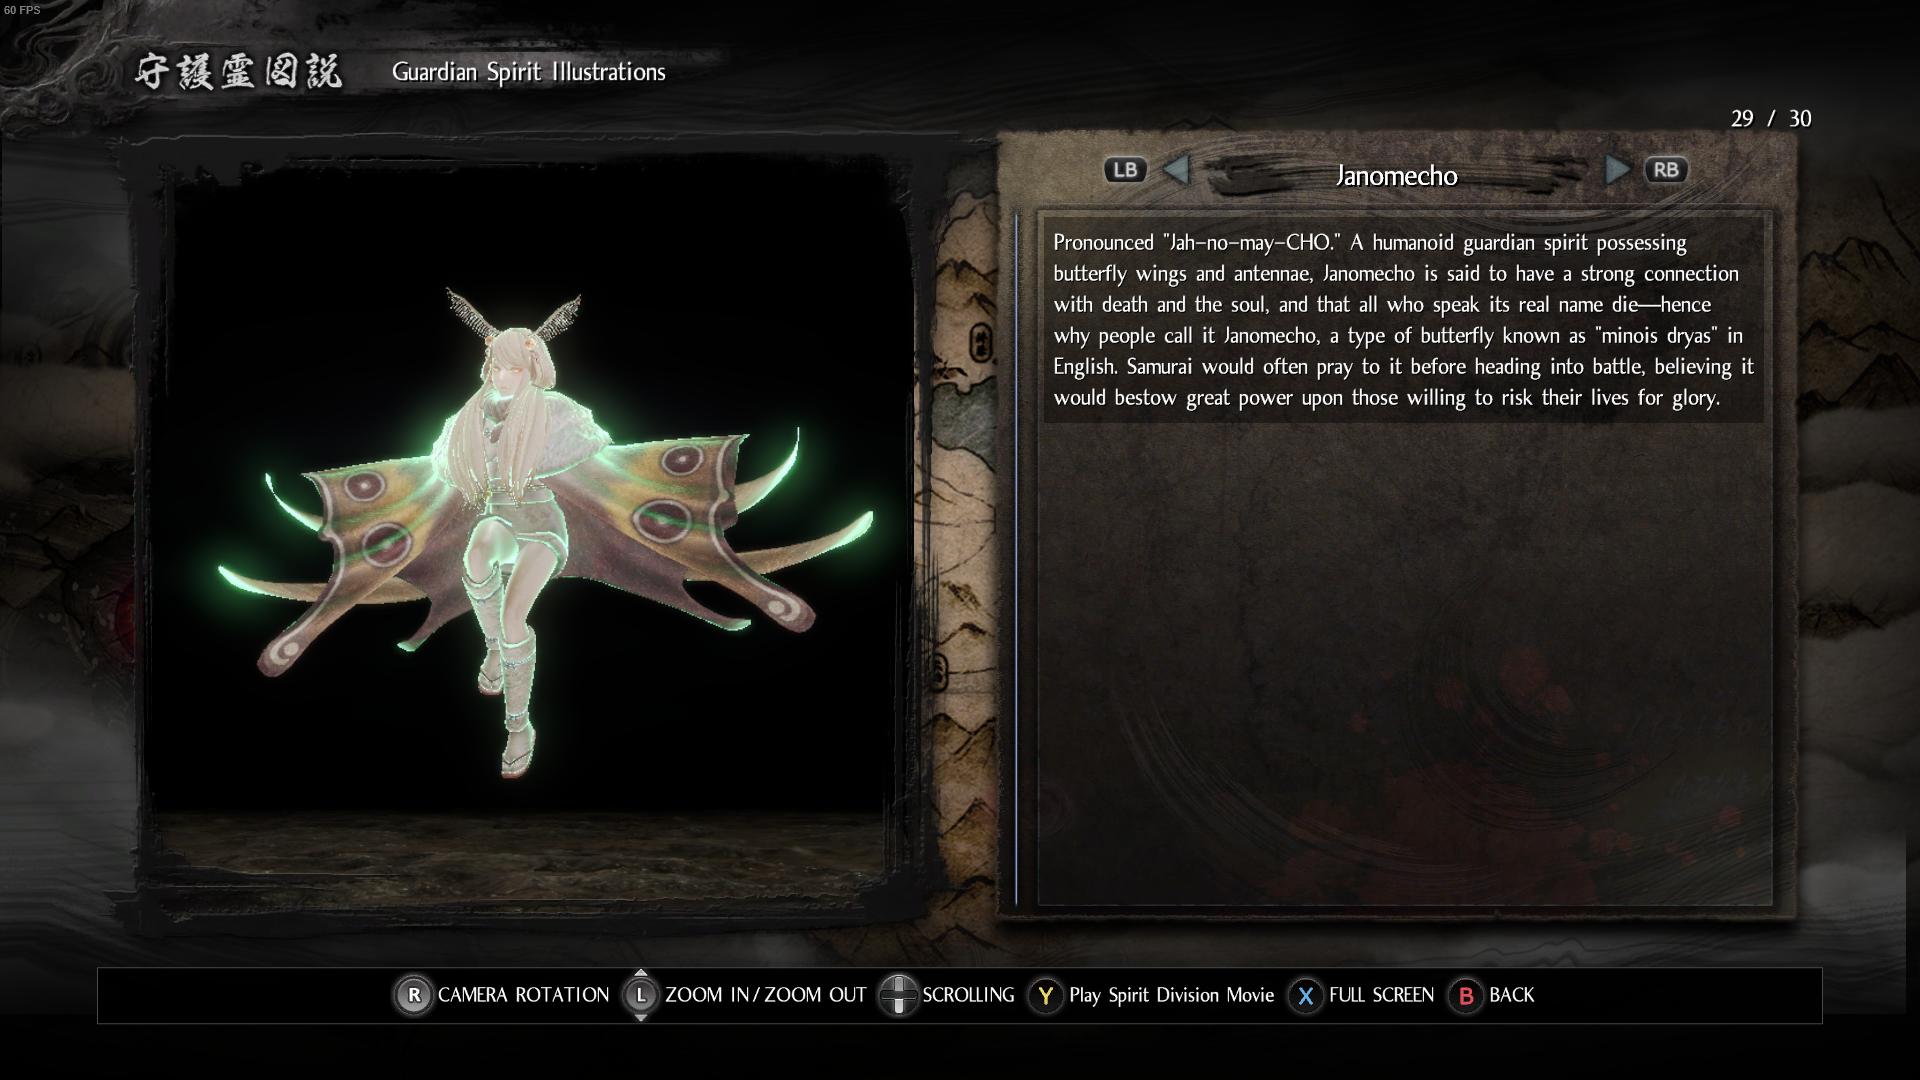 60 FPS
守護霊図説 Guardian Spirit Illustrations
29 / 30
LB Janomecho RB
Pronounced "Jah-no-may-CHO." A humanoid guardian spirit possessing
butterfly wings and antennae, Janomecho is said to have a strong connection
with death and the soul, and that all who speak its real name die—hence
why people call it Janomecho, a type of butterfly known as "minois dryas" in
English. Samurai would often pray to it before heading into battle, believing it
would bestow great power upon those willing to risk their lives for glory.
R CAMERA ROTATION L ZOOM IN/ZOOM OUT SCROLLING Y Play Spirit Division Movie X FULL SCREEN B BACK